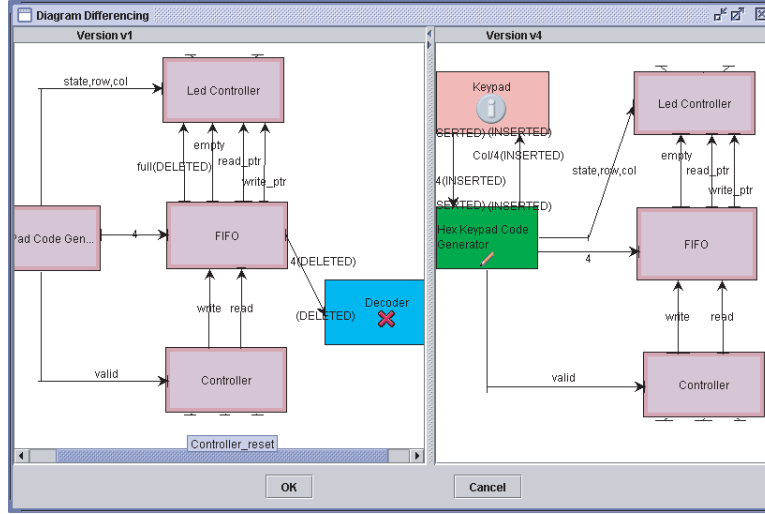 Diagram Differencing
Version v1
state,row,col
Led Controller
empty
full(DELETED)
read_ptr
write_ptr
Pad Code Gen...
4
FIFO
4(DELETED)
write
read
Decoder
(DELETED)
valid
Controller
Controller_reset
Version v4
Keypad
SERTED) (INSERTED)
Col/4(INSERTED)
4(INSERTED)
SERTED) (INSERTED)
Hex Keypad Code
Generator
state,row,col
Led Controller
empty
read_ptr
write_ptr
4
FIFO
write
read
valid
Controller
OK
Cancel